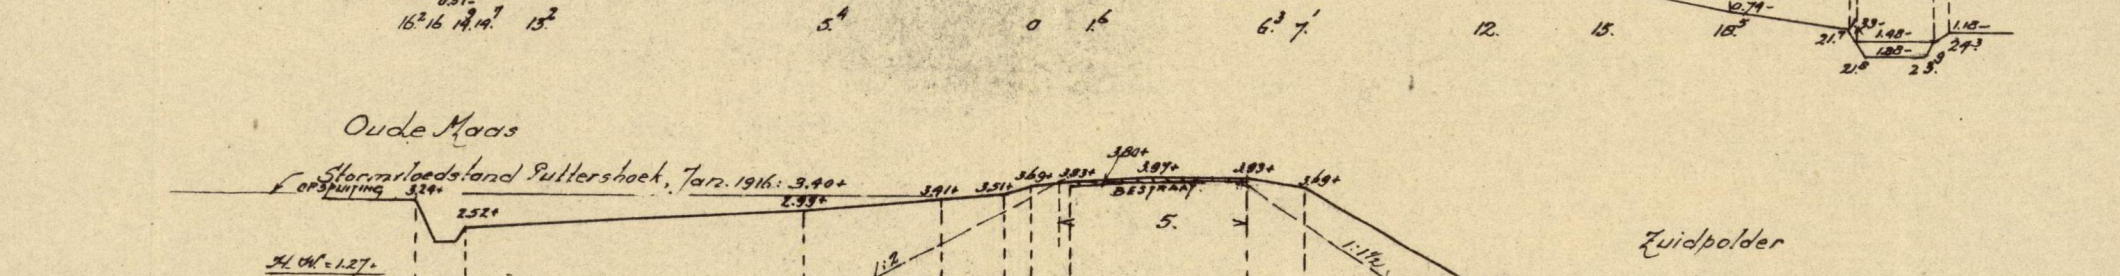 16.² 16 14.⁹ 14.⁷ 13.² 5.⁴ 0 1.⁶ 6.³ 7.¹ 12. 15. 18.⁵ 21.⁷ 24.³
0.74- 1.33- 1.48- 1.18-
1.88-
21.⁸ 23.⁹
Oude Maas
Stormvloedstand Puttershoek, Jan. 1916: 3.40+
OPSPUITING 3.24+ 2.52+ 2.99+ 3.41+ 3.51+ 3.69+ 3.83+ 3.80+ 3.97+ 3.93+ 3.69+
BESTRAAT
5.
Zuidpolder
H.W. = 1.27+
1:2 1:1½